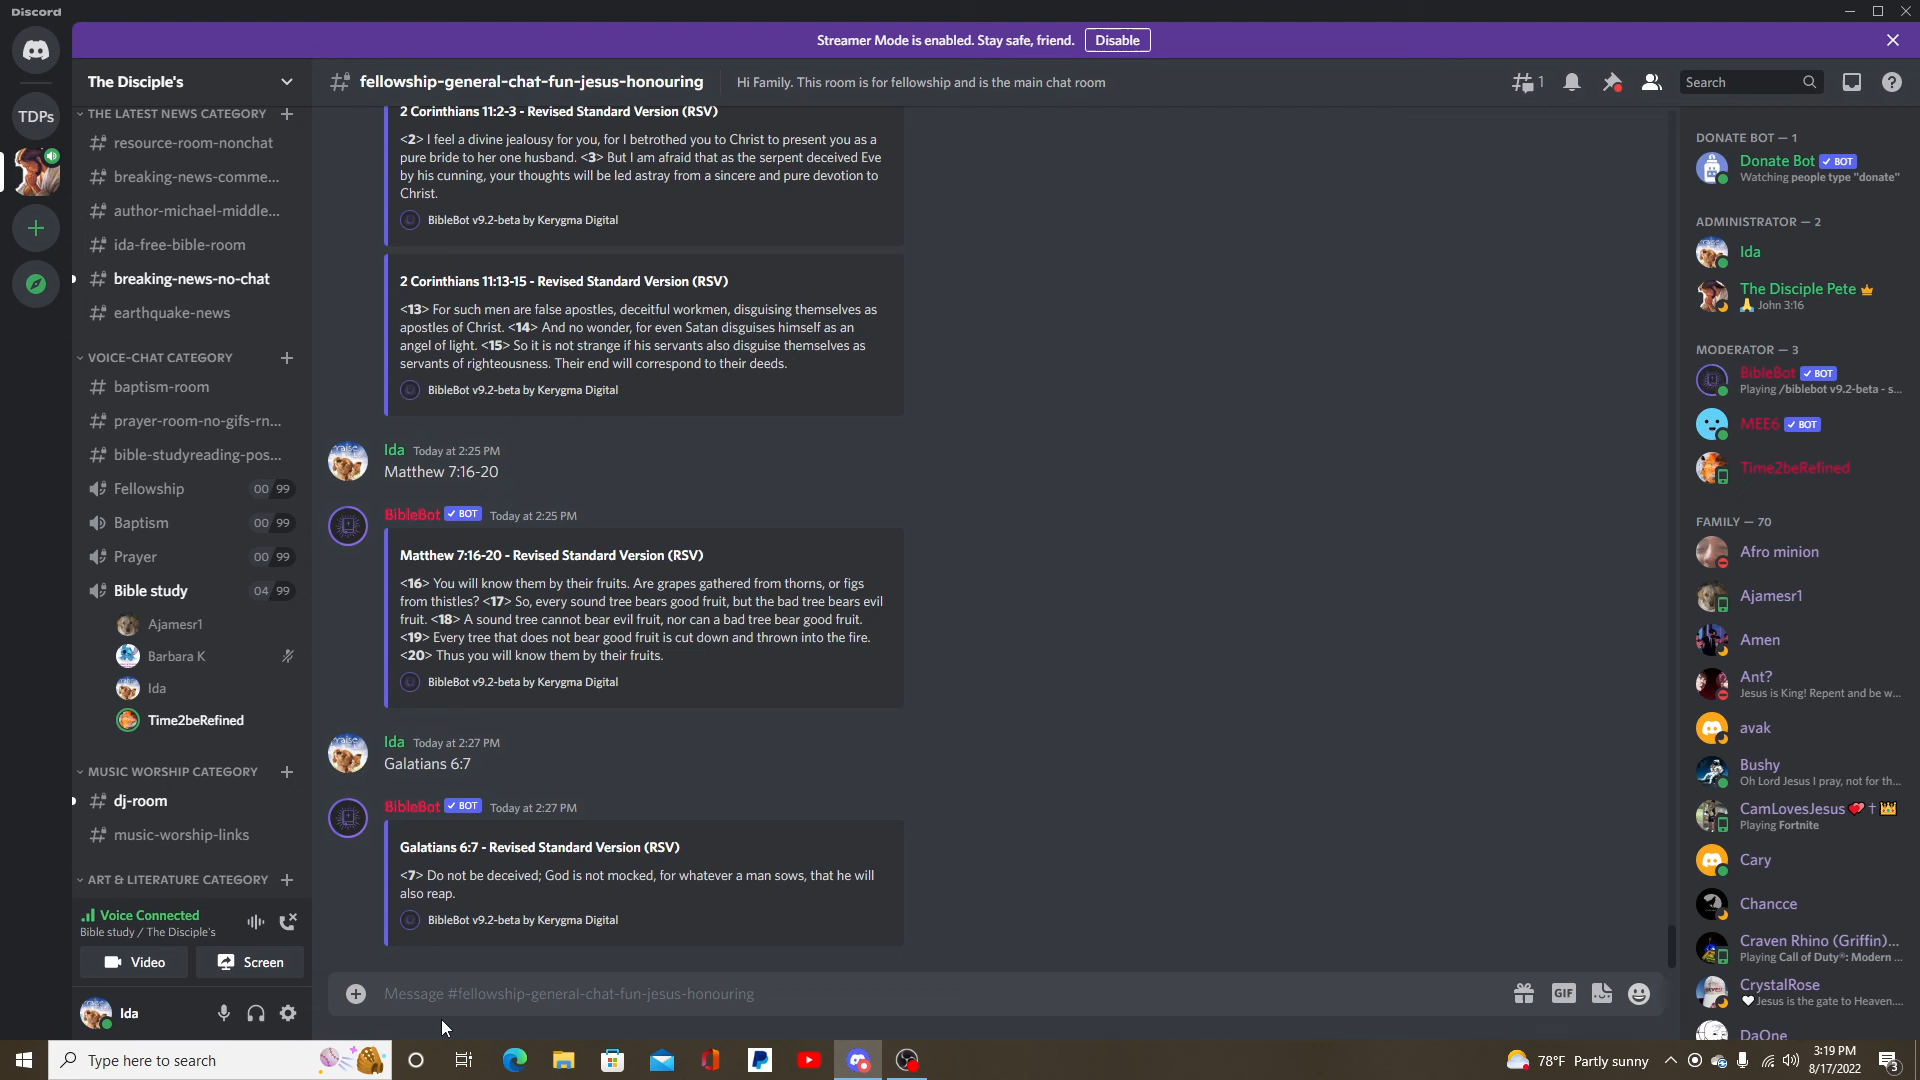 Discord
Streamer Mode is enabled. Stay safe, friend. Disable
The Disciple's
TDPs
THE LATEST NEWS CATEGORY
resource-room-nonchat
breaking-news-comme...
author-michael-middle...
ida-free-bible-room
breaking-news-no-chat
earthquake-news
VOICE-CHAT CATEGORY
baptism-room
prayer-room-no-gifs-rn...
bible-studyreading-pos...
Fellowship 00 99
Baptism 00 99
Prayer 00 99
Bible study 04 99
Ajamesr1
Barbara K
Ida
Time2beRefined
MUSIC WORSHIP CATEGORY
dj-room
music-worship-links
ART & LITERATURE CATEGORY
Voice Connected
Bible study / The Disciple's
Video Screen
Ida
fellowship-general-chat-fun-jesus-honouring Hi Family. This room is for fellowship and is the main chat room
1 Search
2 Corinthians 11:2-3 - Revised Standard Version (RSV)
<2> I feel a divine jealousy for you, for I betrothed you to Christ to present you as a
pure bride to her one husband. <3> But I am afraid that as the serpent deceived Eve
by his cunning, your thoughts will be led astray from a sincere and pure devotion to
Christ.
BibleBot v9.2-beta by Kerygma Digital
2 Corinthians 11:13-15 - Revised Standard Version (RSV)
<13> For such men are false apostles, deceitful workmen, disguising themselves as
apostles of Christ. <14> And no wonder, for even Satan disguises himself as an
angel of light. <15> So it is not strange if his servants also disguise themselves as
servants of righteousness. Their end will correspond to their deeds.
BibleBot v9.2-beta by Kerygma Digital
Ida Today at 2:25 PM
Matthew 7:16-20
BibleBot BOT Today at 2:25 PM
Matthew 7:16-20 - Revised Standard Version (RSV)
<16> You will know them by their fruits. Are grapes gathered from thorns, or figs
from thistles? <17> So, every sound tree bears good fruit, but the bad tree bears evil
fruit. <18> A sound tree cannot bear evil fruit, nor can a bad tree bear good fruit.
<19> Every tree that does not bear good fruit is cut down and thrown into the fire.
<20> Thus you will know them by their fruits.
BibleBot v9.2-beta by Kerygma Digital
Ida Today at 2:27 PM
Galatians 6:7
BibleBot BOT Today at 2:27 PM
Galatians 6:7 - Revised Standard Version (RSV)
<7> Do not be deceived; God is not mocked, for whatever a man sows, that he will
also reap.
BibleBot v9.2-beta by Kerygma Digital
Message #fellowship-general-chat-fun-jesus-honouring
GIF
DONATE BOT — 1
Donate Bot BOT
Watching people type "donate"
ADMINISTRATOR — 2
Ida
The Disciple Pete
John 3:16
MODERATOR — 3
BibleBot BOT
Playing /biblebot v9.2-beta - s...
MEE6 BOT
Time2beRefined
FAMILY — 70
Afro minion
Ajamesr1
Amen
Ant?
Jesus is King! Repent and be w...
avak
Bushy
Oh Lord Jesus I pray, not for th...
CamLovesJesus
Playing Fortnite
Cary
Chancce
Craven Rhino (Griffin)...
Playing Call of Duty®: Modern ...
CrystalRose
Jesus is the gate to Heaven....
DaOne
Type here to search
78°F Partly sunny
3:19 PM
8/17/2022
3